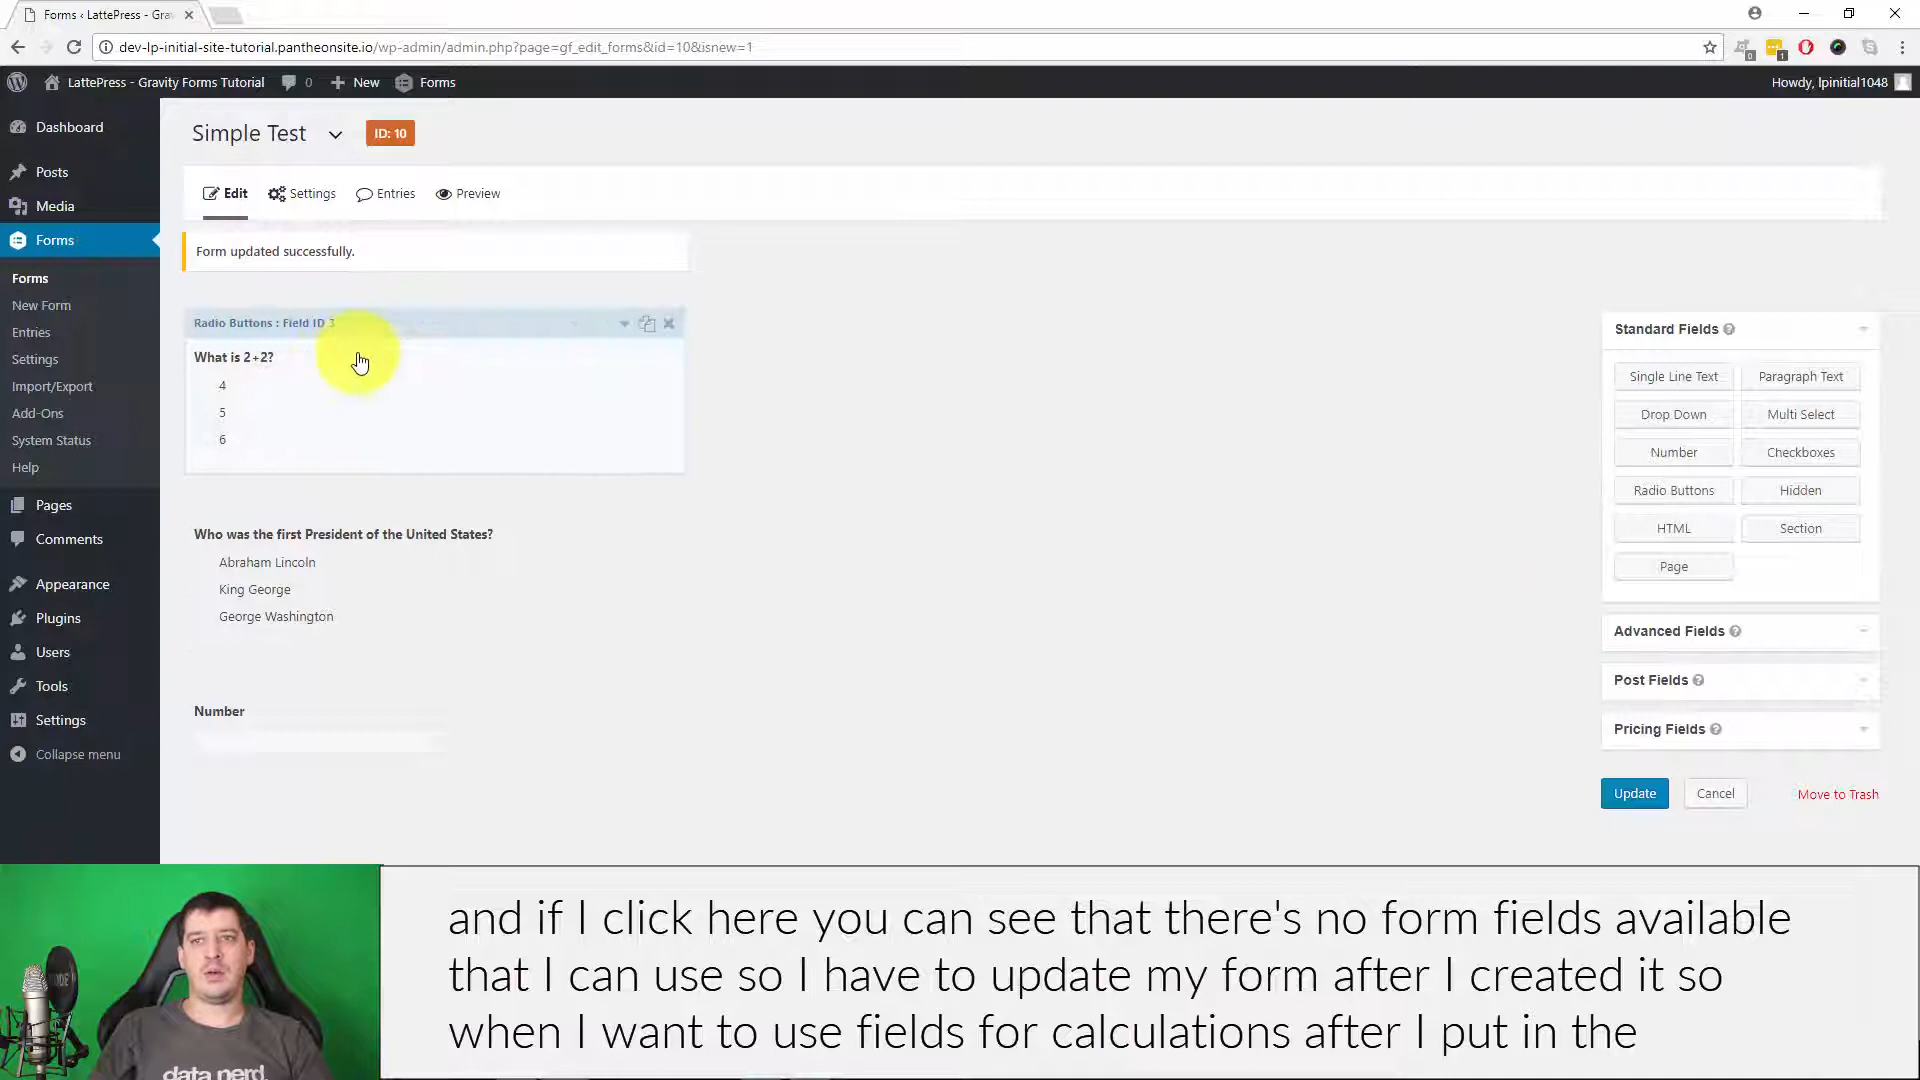 Forms ‹ LattePress - Gra
dev-lp-initial-site-tutorial.pantheonsite.io/wp-admin/admin.php?page=gf_edit_forms&id=10&isnew=1
0
1
LattePress - Gravity Forms Tutorial
0
New
Forms
Howdy, lpinitial1048
Dashboard
Posts
Media
Forms
Forms
New Form
Entries
Settings
Import/Export
Add-Ons
System Status
Help
Pages
Comments
Appearance
Plugins
Users
Tools
Settings
Collapse menu
Simple Test
ID: 10
Edit
Settings
Entries
Preview
Form updated successfully.
Radio Buttons : Field ID 3
What is 2+2?
4
5
6
Who was the first President of the United States?
Abraham Lincoln
King George
George Washington
Number
Standard Fields
Single Line Text
Paragraph Text
Drop Down
Multi Select
Number
Checkboxes
Radio Buttons
Hidden
HTML
Section
Page
Advanced Fields
Post Fields
Pricing Fields
Update
Cancel
Move to Trash
data nerd.
and if I click here you can see that there's no form fields available
that I can use so I have to update my form after I created it so
when I want to use fields for calculations after I put in the